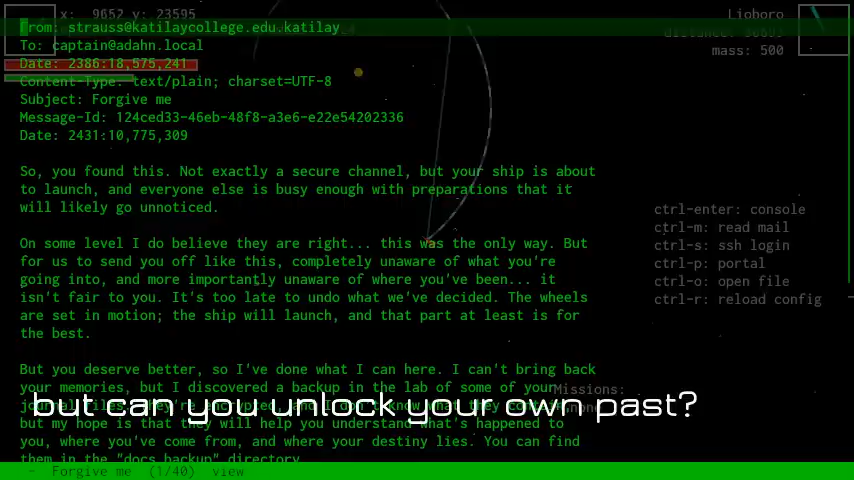 x: 9652 y: 23595
From: strauss@katilaycollege.edu.katilay
To: captain@adahn.local
Date: 2386:18,575,241
Content-Type: text/plain; charset=UTF-8
Subject: Forgive me
Message-Id: 124ced33-46eb-48f8-a3e6-e22e54202336
Date: 2431:10,775,309
So, you found this. Not exactly a secure channel, but your ship is about
to launch, and everyone else is busy enough with preparations that it
will likely go unnoticed.
On some level I do believe they are right... this was the only way. But
for us to send you off like this, completely unaware of what you're
going into, and more importantly unaware of where you've been... it
isn't fair to you. It's too late to undo what we've decided. The wheels
are set in motion; the ship will launch, and that part at least is for
the best.
But you deserve better, so I've done what I can here. I can't bring back
your memories, but I discovered a backup in the lab of some of your
but can you unlock your own past?
but my hope is that they will help you understand what's happened to
you, where you've come from, and where your destiny lies. You can find
them in the "docs.backup" directory
- Forgive me (1/40) view
Lioboro
mass: 500
ctrl-enter: console
ctrl-m: read mail
ctrl-s: ssh login
ctrl-p: portal
ctrl-o: open file
ctrl-r: reload config
Missions:
none